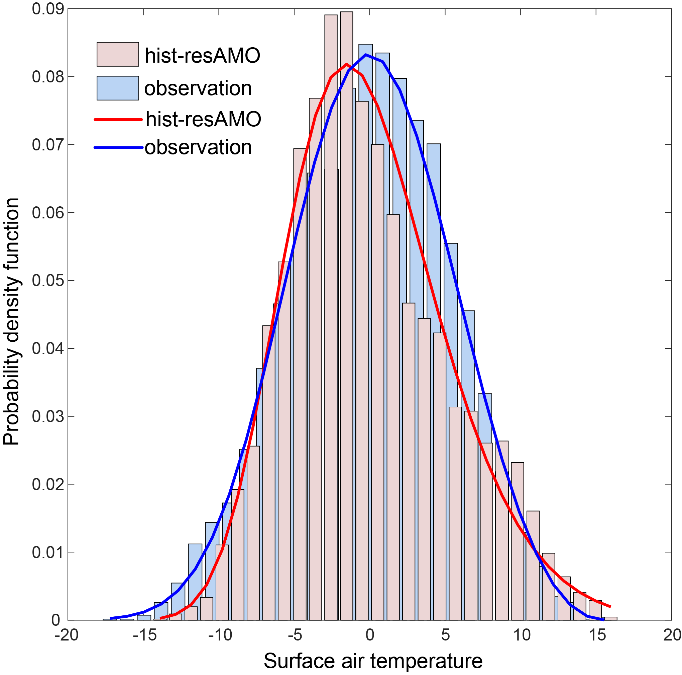 0.09
0.08
0.07
0.06
0.05
0.04
0.03
0.02
0.01
0
Probability density function
hist-resAMO
observation
hist-resAMO
observation
-20 -15 -10 -5 0 5 10 15 20
Surface air temperature